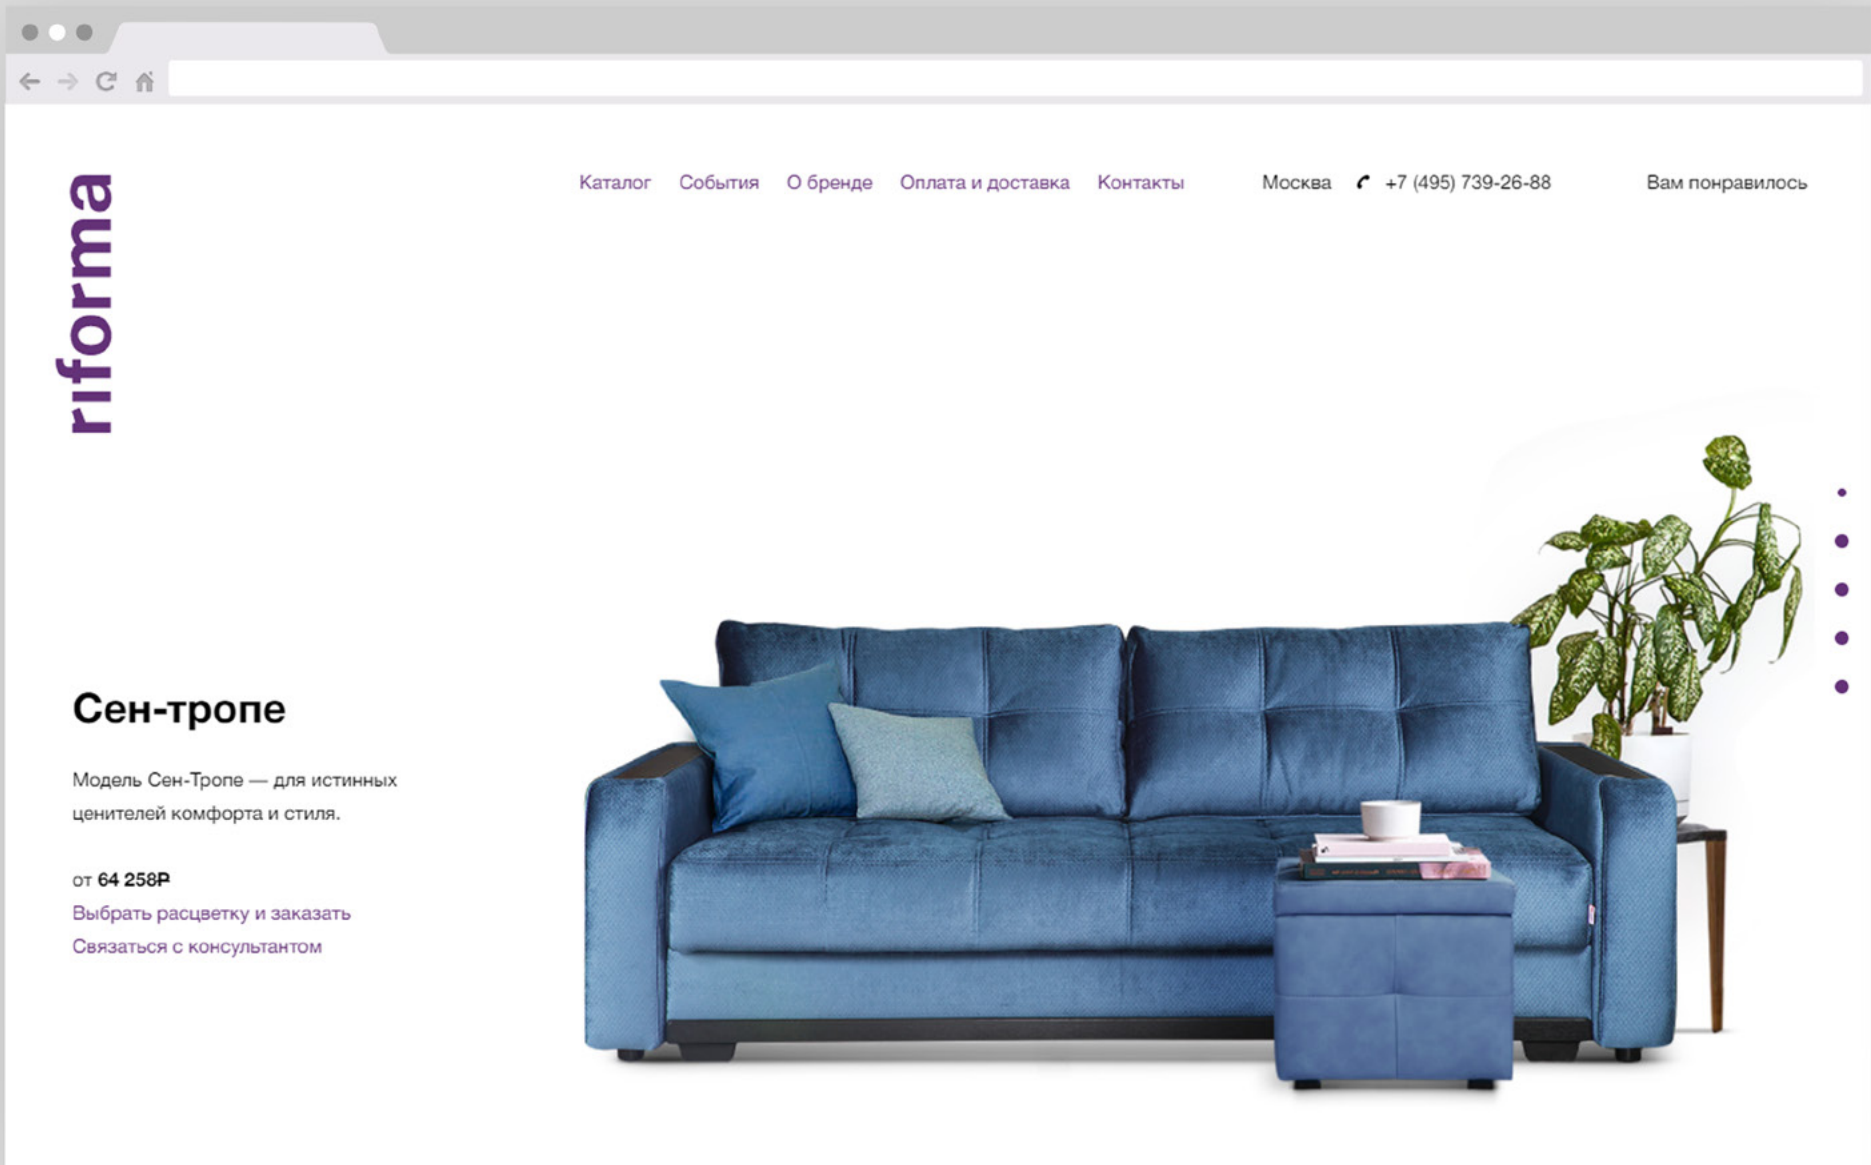 riforma
Каталог События О бренде Оплата и доставка Контакты Москва +7 (495) 739-26-88 Вам понравилось
Сен-тропе
Модель Сен-Тропе — для истинных
ценителей комфорта и стиля.
от 64 258₽
Выбрать расцветку и заказать
Связаться с консультантом